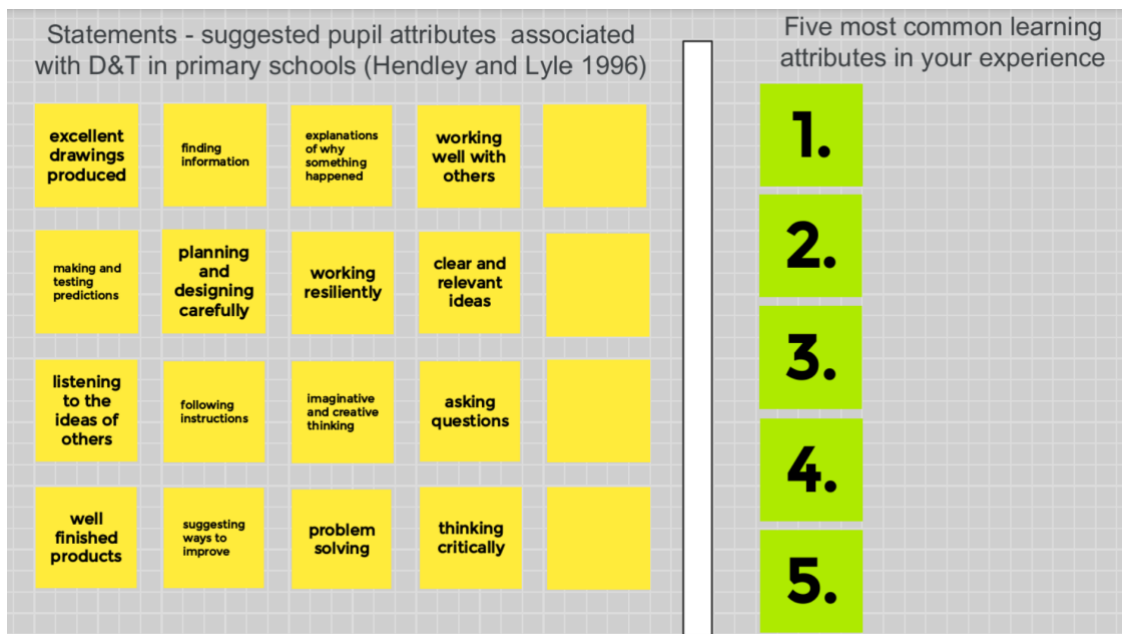 Statements - suggested pupil attributes associated
with D&T in primary schools (Hendley and Lyle 1996)
excellent
drawings
produced
finding
information
explanations
of why
something
happened
working
well with
others
making and
testing
predictions
planning
and
designing
carefully
working
resiliently
clear and
relevant
ideas
listening
to the
ideas of
others
following
instructions
imaginative
and creative
thinking
asking
questions
well
finished
products
suggesting
ways to
improve
problem
solving
thinking
critically
Five most common learning
attributes in your experience
1.
2.
3.
4.
5.